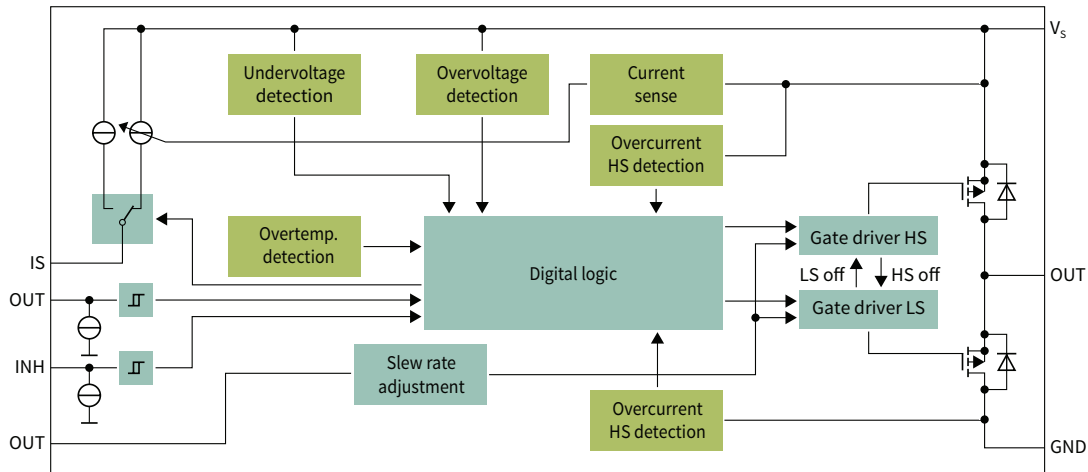 Vs
Undervoltage
detection
Overvoltage
detection
Current
sense
Overcurrent
HS detection
Overtemp.
detection
Digital logic
Gate driver HS
LS off
HS off
Gate driver LS
IS
OUT
INH
OUT
Slew rate
adjustment
Overcurrent
HS detection
OUT
GND